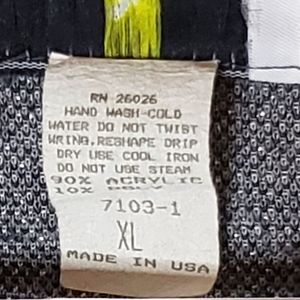 RN 26026
HAND WASH-COLD
WATER DO NOT TWIST
WRING.RESHAPE DRIP
DRY USE COOL IRON
DO NOT USE STEAM
90% ACRYLIC
10% POLY
7103-1
XL
MADE IN USA